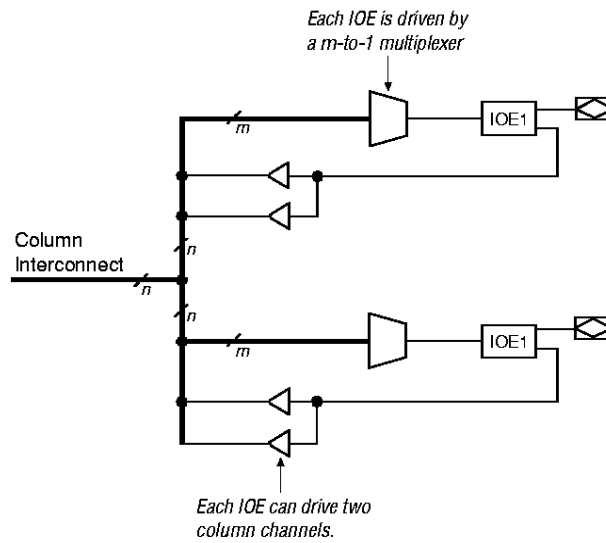 Each IOE is driven by
a m-to-1 multiplexer
m
IOE1
n
Column
Interconnect
n
n
m
IOE1
Each IOE can drive two
column channels.